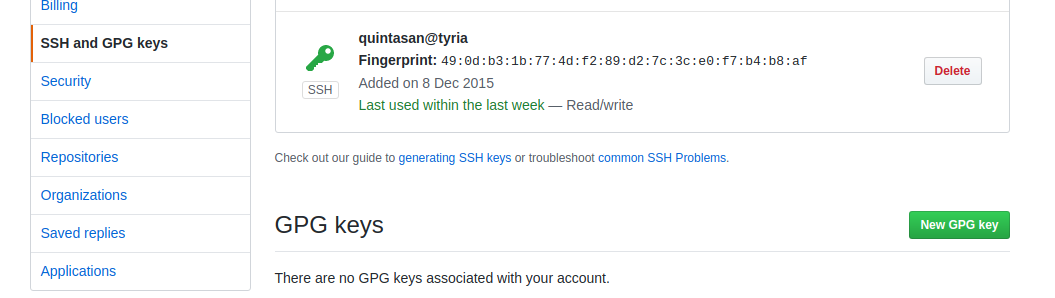 Billing
SSH and GPG keys
Security
Blocked users
Repositories
Organizations
Saved replies
Applications
quintasan@tyria
Fingerprint: 49:0d:b3:1b:77:4d:f2:89:d2:7c:3c:e0:f7:b4:b8:af
SSH
Added on 8 Dec 2015
Last used within the last week — Read/write
Delete
Check out our guide to generating SSH keys or troubleshoot common SSH Problems.
GPG keys
New GPG key
There are no GPG keys associated with your account.